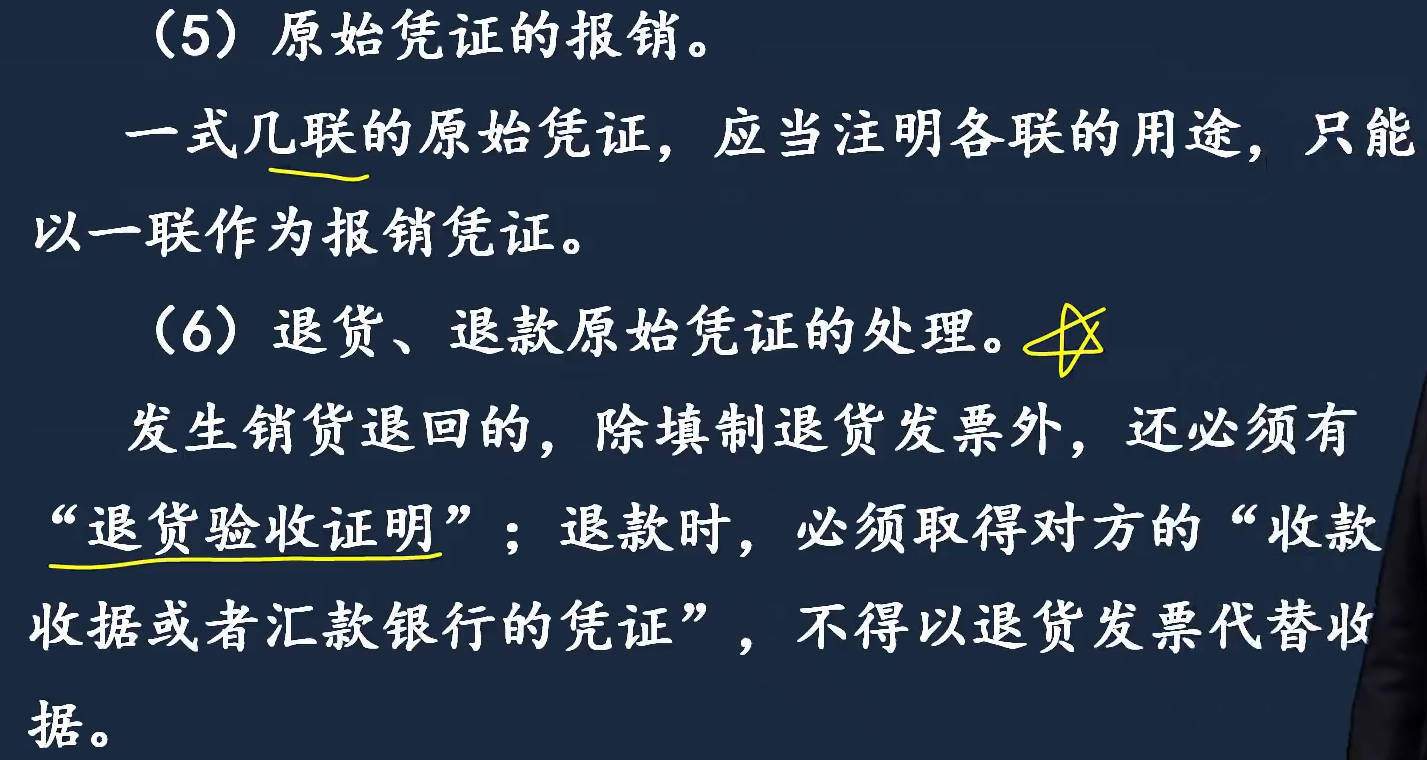 （5）原始凭证的报销。
一式几联的原始凭证，应当注明各联的用途，只能
以一联作为报销凭证。
（6）退货、退款原始凭证的处理。
发生销货退回的，除填制退货发票外，还必须有
“退货验收证明”；退款时，必须取得对方的“收款
收据或者汇款银行的凭证”，不得以退货发票代替收
据。